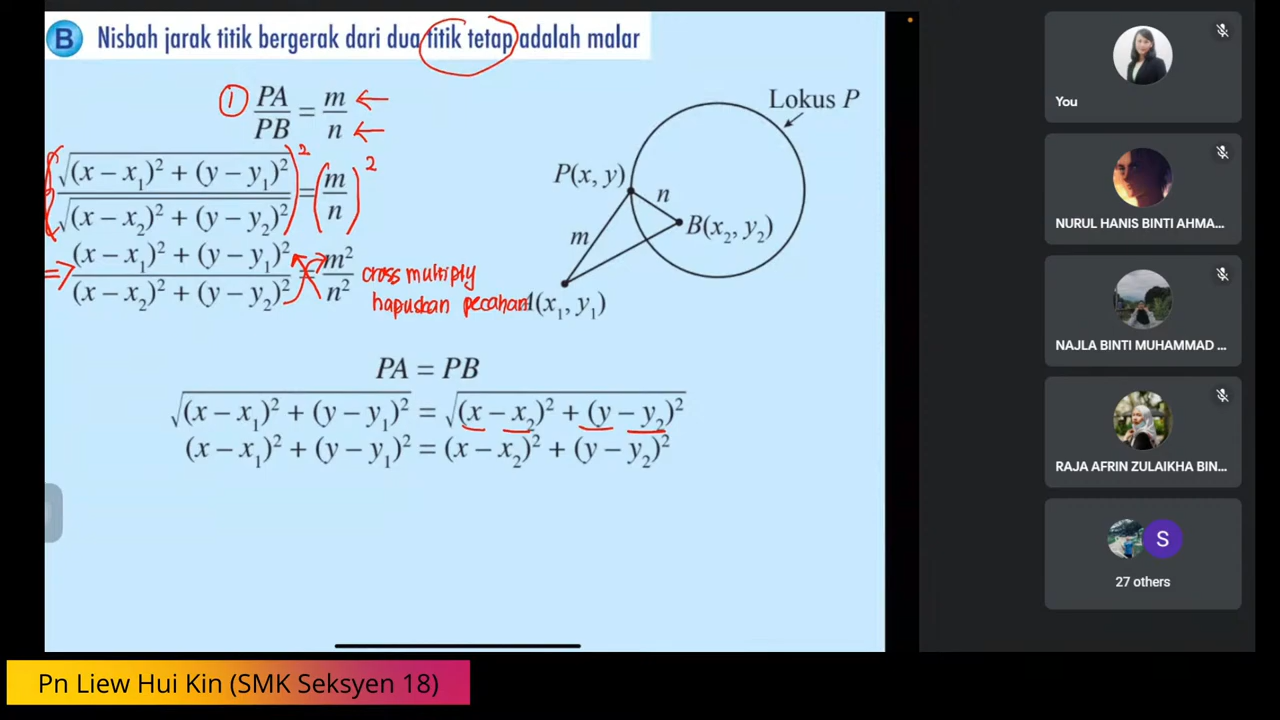 B Nisbah jarak titik bergerak dari dua titik tetap adalah malar
① PA/PB = m/n
(√((x − x₁)² + (y − y₁)²) / √((x − x₂)² + (y − y₂)²))² = (m/n)²
⇒ ((x − x₁)² + (y − y₁)²) / ((x − x₂)² + (y − y₂)²) = m²/n²
cross multiply
hapuskan pecahan
Lokus P
P(x, y)
n
B(x₂, y₂)
m
(x₁, y₁)
PA = PB
√((x − x₁)² + (y − y₁)²) = √((x − x₂)² + (y − y₂)²)
(x − x₁)² + (y − y₁)² = (x − x₂)² + (y − y₂)²
You
NURUL HANIS BINTI AHMA...
NAJLA BINTI MUHAMMAD ...
RAJA AFRIN ZULAIKHA BIN...
S
27 others
Pn Liew Hui Kin (SMK Seksyen 18)